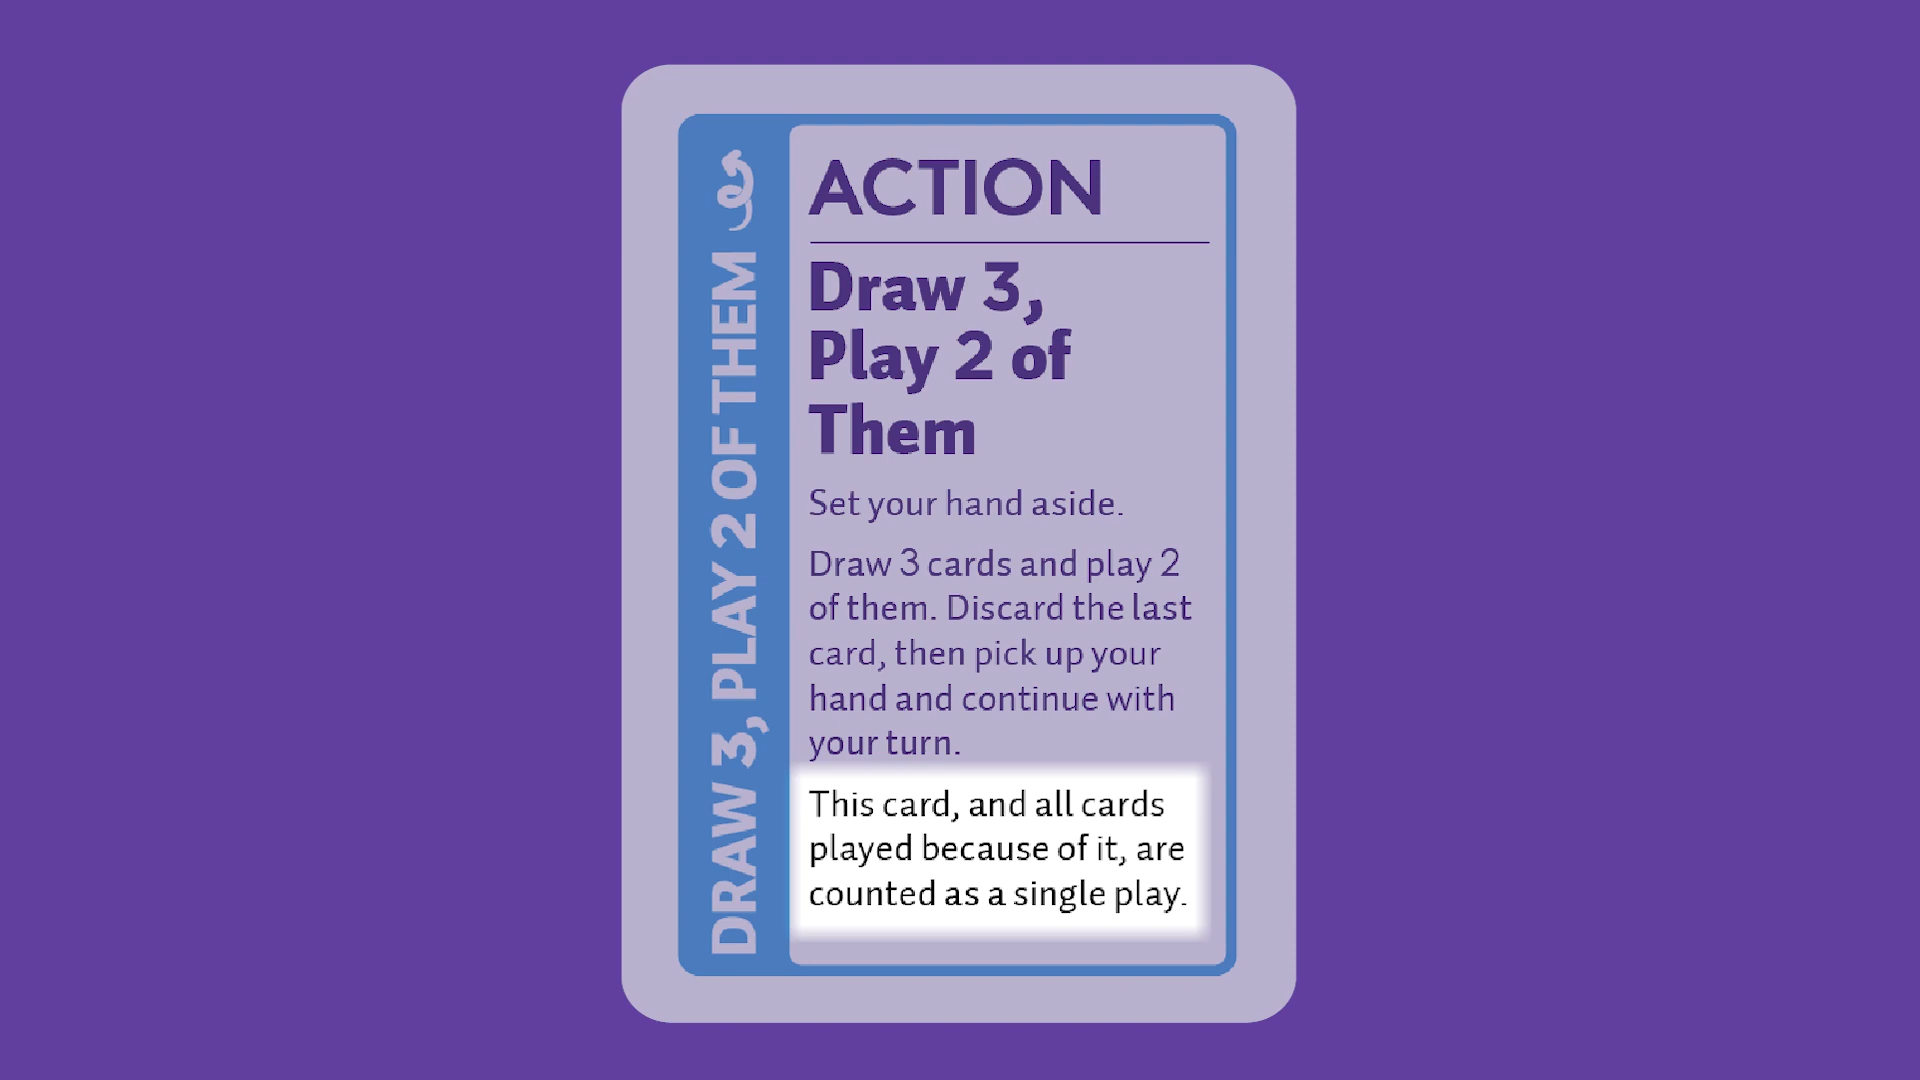 DRAW 3, PLAY 2 OF THEM
ACTION
Draw 3,
Play 2 of
Them
Set your hand aside.
Draw 3 cards and play 2
of them. Discard the last
card, then pick up your
hand and continue with
your turn.
This card, and all cards
played because of it, are
counted as a single play.